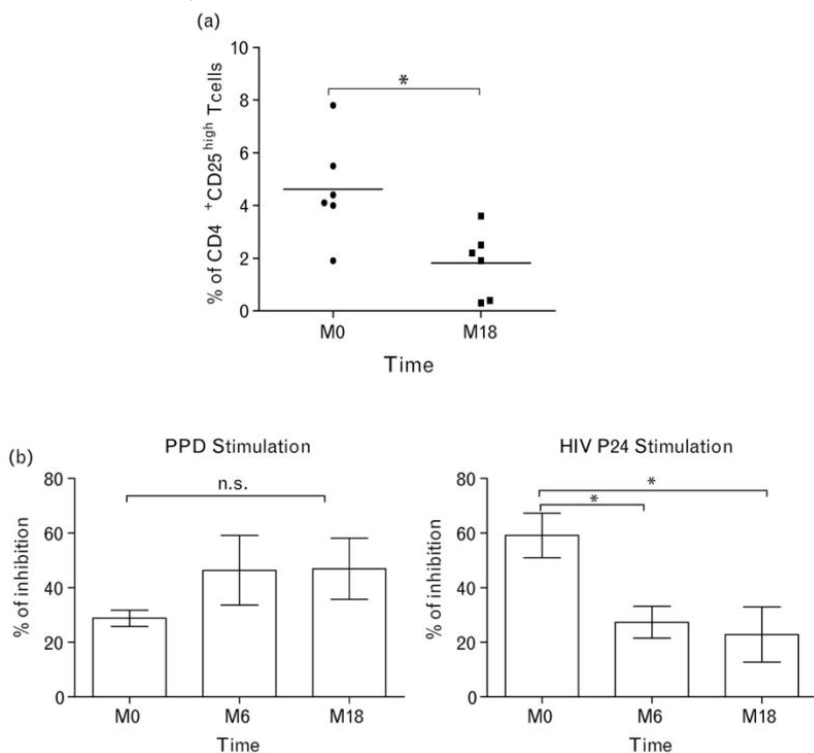 (a)
% of CD4 +CD25high Tcells
10
8
6
4
2
0
*
M0
M18
Time
(b)
PPD Stimulation
% of inhibition
80
60
40
20
0
n.s.
M0
M6
M18
Time
HIV P24 Stimulation
% of inhibition
80
60
40
20
0
*
*
M0
M6
M18
Time